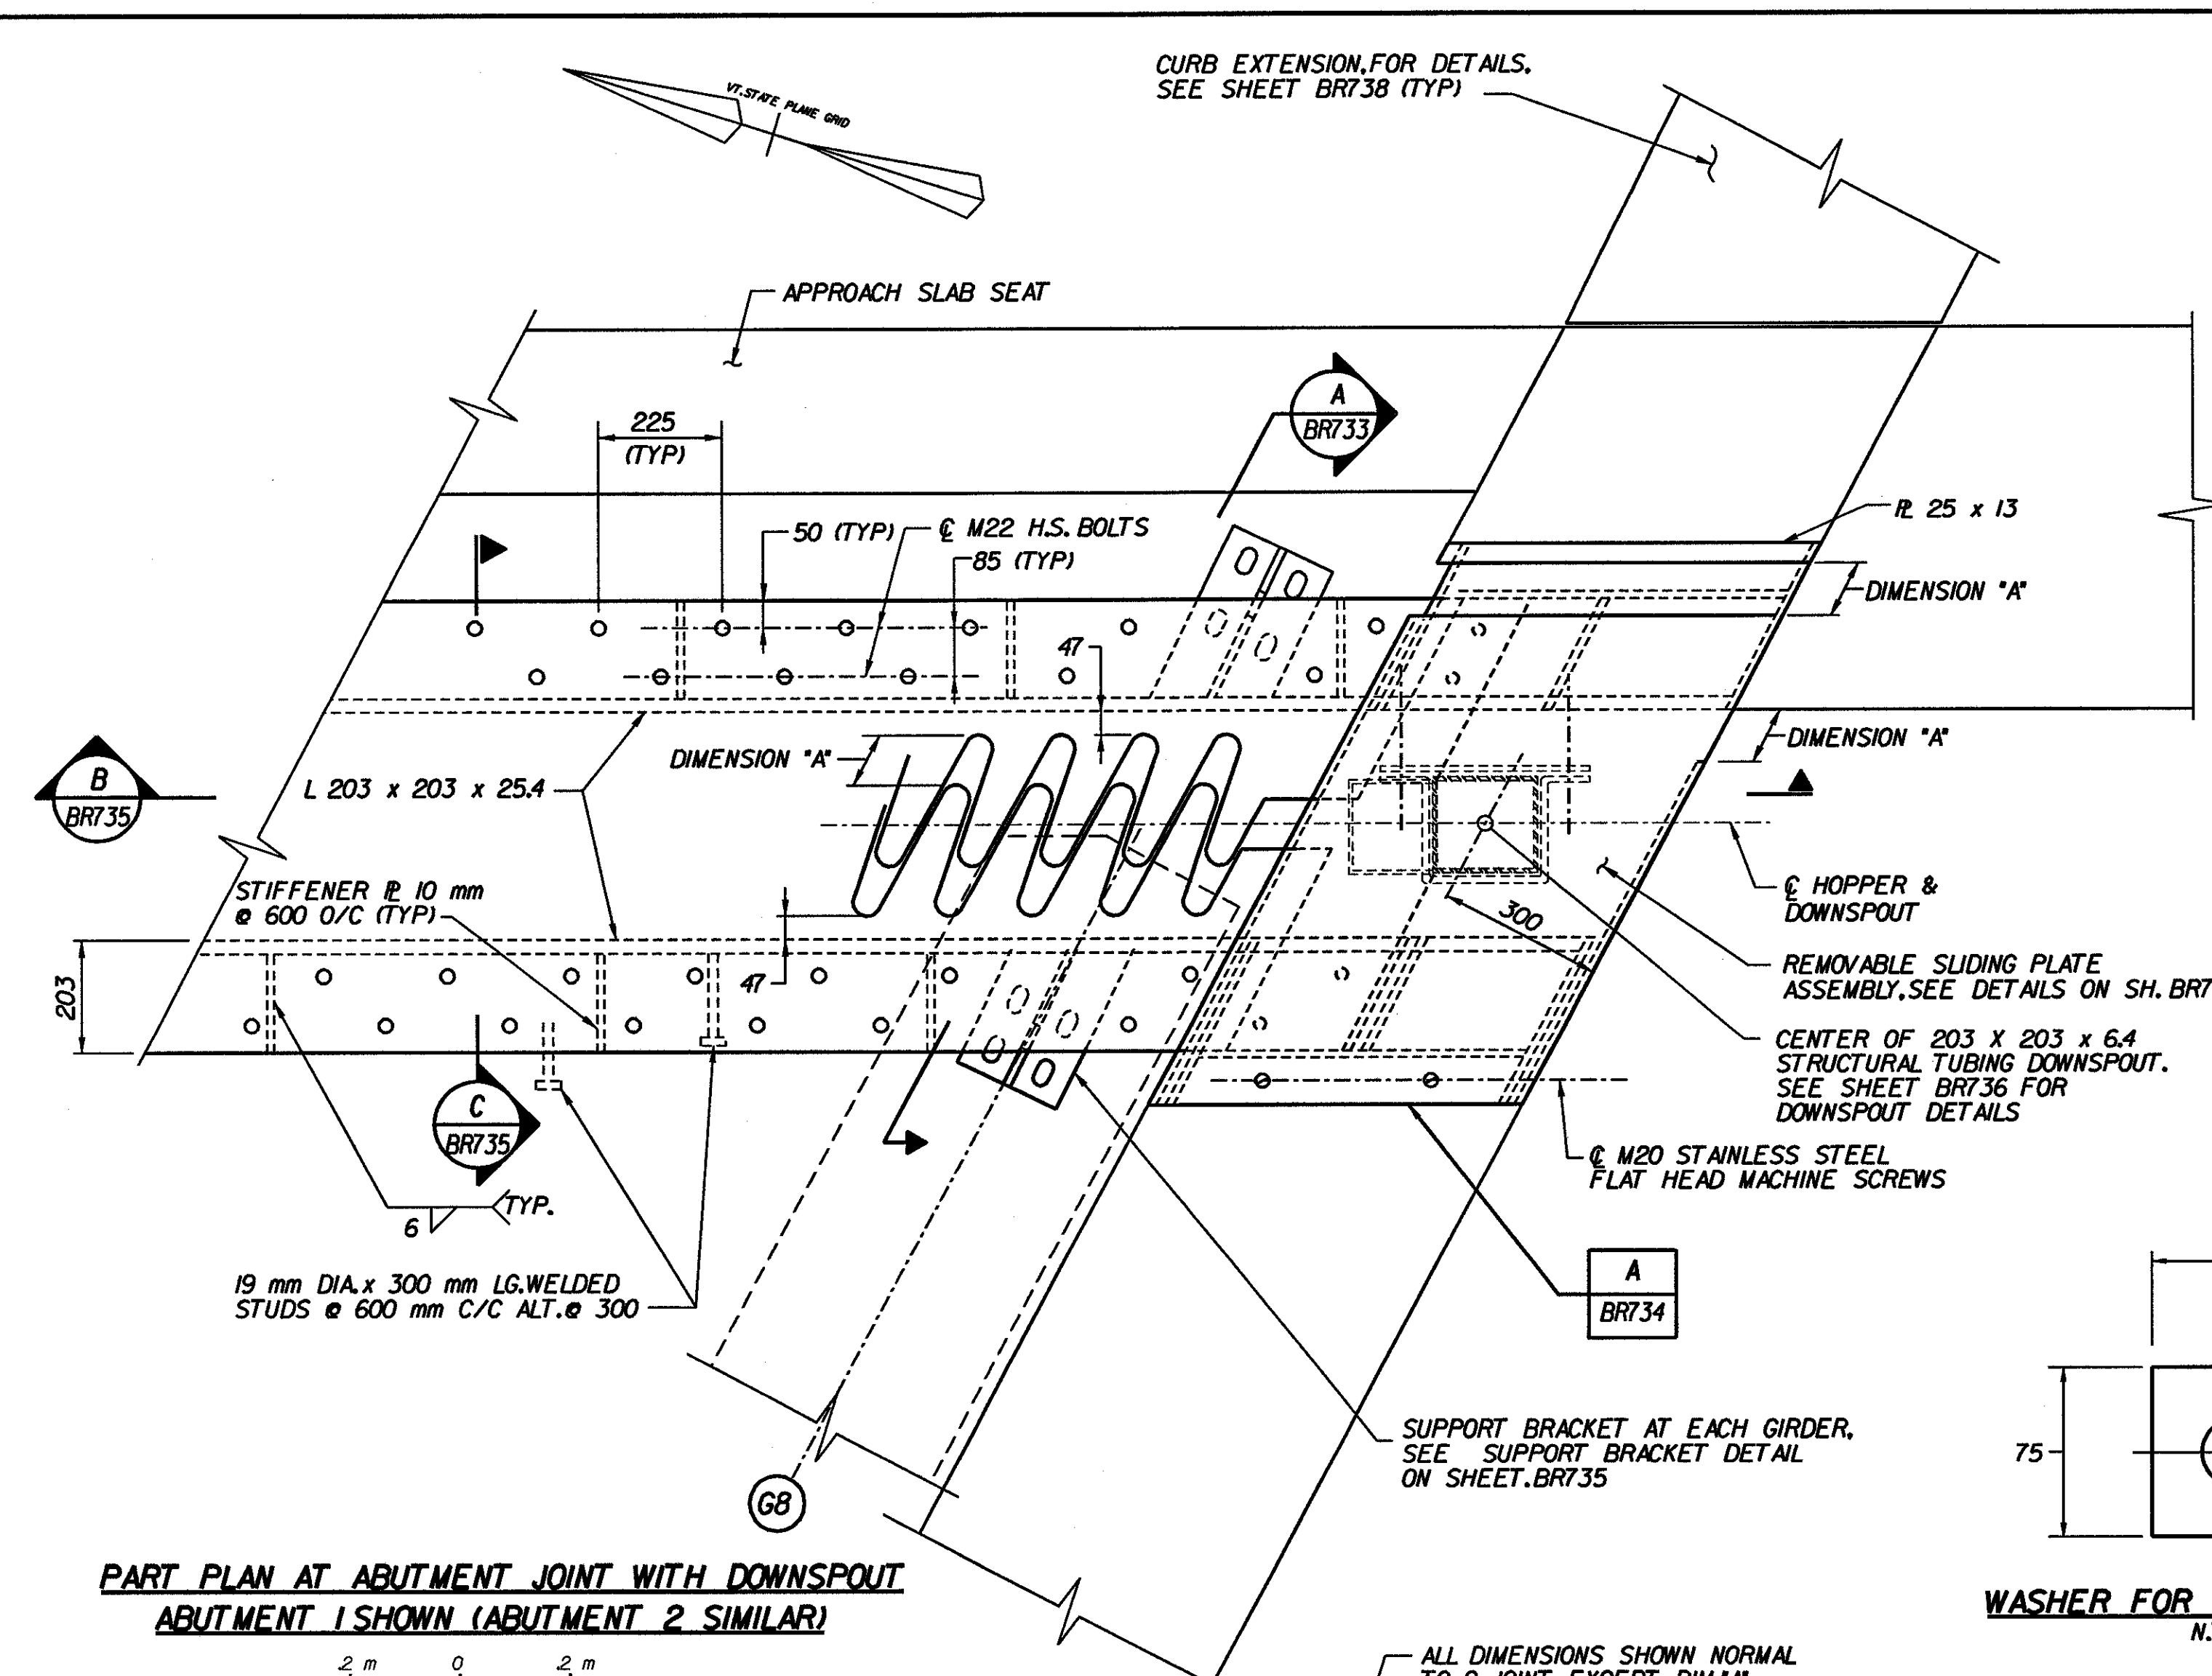 CURB EXTENSION, FOR DETAILS,
SEE SHEET BR738 (TYP)
VT. STATE PLANE GRID
APPROACH SLAB SEAT
A
BR733
225
(TYP)
50 (TYP)
℄ M22 H.S. BOLTS
85 (TYP)
℄ 25 x 13
DIMENSION "A"
47
DIMENSION "A"
DIMENSION "A"
B
BR735
L 203 x 203 x 25.4
STIFFENER ℄ 10 mm
@ 600 O/C (TYP)
℄ HOPPER &
DOWNSPOUT
300
203
47
REMOVABLE SLIDING PLATE
ASSEMBLY, SEE DETAILS ON SH. BR7
CENTER OF 203 X 203 x 6.4
STRUCTURAL TUBING DOWNSPOUT.
SEE SHEET BR736 FOR
DOWNSPOUT DETAILS
C
BR735
℄ M20 STAINLESS STEEL
FLAT HEAD MACHINE SCREWS
6
TYP.
19 mm DIA. x 300 mm LG. WELDED
STUDS @ 600 mm C/C ALT. @ 300
A
BR734
SUPPORT BRACKET AT EACH GIRDER,
SEE SUPPORT BRACKET DETAIL
ON SHEET. BR735
75
G8
PART PLAN AT ABUTMENT JOINT WITH DOWNSPOUT
ABUTMENT 1 SHOWN (ABUTMENT 2 SIMILAR)
WASHER FOR
N.
.2 m 0 .2 m
ALL DIMENSIONS SHOWN NORMAL